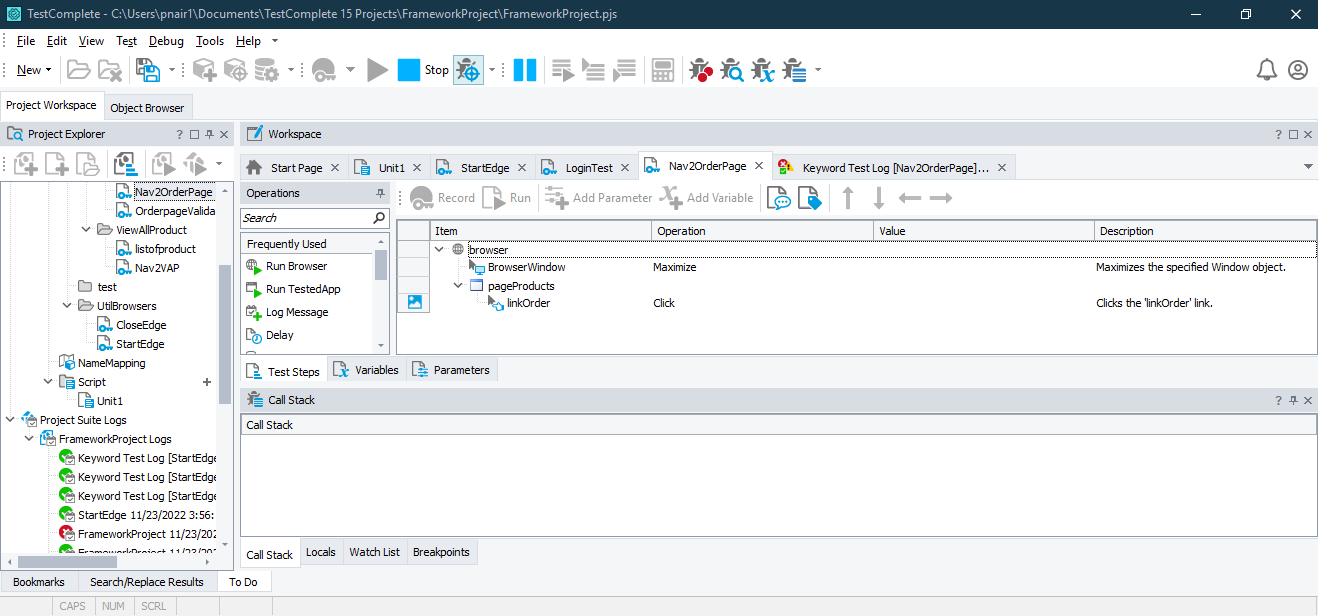 TestComplete - C:\Users\pnair1\Documents\TestComplete 15 Projects\FrameworkProject\FrameworkProject.pjs
File Edit View Test Debug Tools Help
New Stop
Project Workspace Object Browser
Project Explorer
Nav2OrderPage
OrderpageValida
ViewAllProduct
listofproduct
Nav2VAP
test
UtilBrowsers
CloseEdge
StartEdge
NameMapping
Script
Unit1
Project Suite Logs
FrameworkProject Logs
Keyword Test Log [StartEdge
Keyword Test Log [StartEdge
Keyword Test Log [StartEdge
StartEdge 11/23/2022 3:56:
FrameworkProject 11/23/202
FrameworkProject 11/23/202
Workspace
Start Page Unit1 StartEdge LoginTest Nav2OrderPage Keyword Test Log [Nav2OrderPage]...
Operations
Search
Frequently Used
Run Browser
Run TestedApp
Log Message
Delay
Record Run Add Parameter Add Variable
Item Operation Value Description
browser
BrowserWindow Maximize Maximizes the specified Window object.
pageProducts
linkOrder Click Clicks the 'linkOrder' link.
Test Steps Variables Parameters
Call Stack
Call Stack
Call Stack Locals Watch List Breakpoints
Bookmarks Search/Replace Results To Do
CAPS NUM SCRL